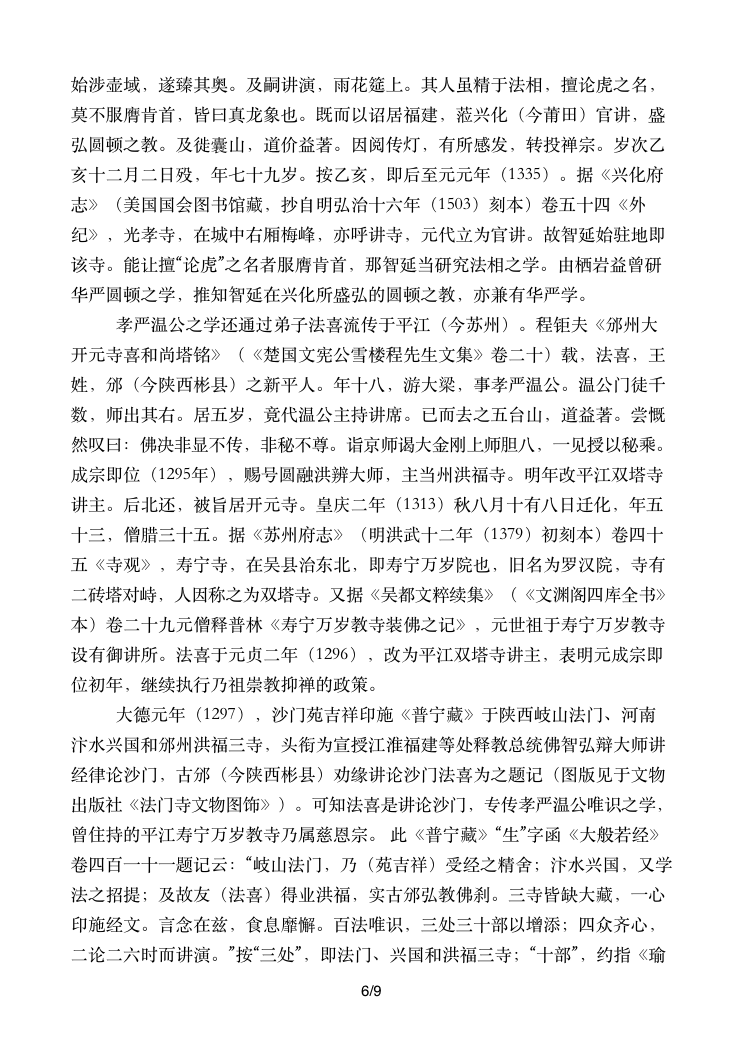 始涉壶域，遂臻其奥。及嗣讲演，雨花筵上。其人虽精于法相，擅论虎之名，
莫不服膺肯首，皆曰真龙象也。既而以诏居福建，莅兴化（今莆田）官讲，盛
弘圆顿之教。及徙囊山，道价益著。因阅传灯，有所感发，转投禅宗。岁次乙
亥十二月二日殁，年七十九岁。按乙亥，即后至元元年（1335）。据《兴化府
志》（美国国会图书馆藏，抄自明弘治十六年（1503）刻本）卷五十四《外
纪》，光孝寺，在城中右厢梅峰，亦呼讲寺，元代立为官讲。故智延始驻地即
该寺。能让擅“论虎”之名者服膺肯首，那智延当研究法相之学。由栖岩益曾研
华严圆顿之学，推知智延在兴化所盛弘的圆顿之教，亦兼有华严学。
孝严温公之学还通过弟子法喜流传于平江（今苏州）。程钜夫《邠州大
开元寺喜和尚塔铭》（《楚国文宪公雪楼程先生文集》卷二十）载，法喜，王
姓，邠（今陕西彬县）之新平人。年十八，游大梁，事孝严温公。温公门徒千
数，师出其右。居五岁，竟代温公主持讲席。已而去之五台山，道益著。尝慨
然叹曰：佛决非显不传，非秘不尊。诣京师谒大金刚上师胆八，一见授以秘乘。
成宗即位（1295年），赐号圆融洪辨大师，主当州洪福寺。明年改平江双塔寺
讲主。后北还，被旨居开元寺。皇庆二年（1313）秋八月十有八日迁化，年五
十三，僧腊三十五。据《苏州府志》（明洪武十二年（1379）初刻本）卷四十
五《寺观》，寿宁寺，在吴县治东北，即寿宁万岁院也，旧名为罗汉院，寺有
二砖塔对峙，人因称之为双塔寺。又据《吴都文粹续集》（《文渊阁四库全书》
本）卷二十九元僧释普林《寿宁万岁教寺装佛之记》，元世祖于寿宁万岁教寺
设有御讲所。法喜于元贞二年（1296），改为平江双塔寺讲主，表明元成宗即
位初年，继续执行乃祖崇教抑禅的政策。
大德元年（1297），沙门苑吉祥印施《普宁藏》于陕西岐山法门、河南
汴水兴国和邠州洪福三寺，头衔为宣授江淮福建等处释教总统佛智弘辩大师讲
经律论沙门，古邠（今陕西彬县）劝缘讲论沙门法喜为之题记（图版见于文物
出版社《法门寺文物图饰》）。可知法喜是讲论沙门，专传孝严温公唯识之学，
曾住持的平江寿宁万岁教寺乃属慈恩宗。 此《普宁藏》“生”字函《大般若经》
卷四百一十一题记云：“岐山法门，乃（苑吉祥）受经之精舍；汴水兴国，又学
法之招提；及故友（法喜）得业洪福，实古邠弘教佛刹。三寺皆缺大藏，一心
印施经文。言念在兹，食息靡懈。百法唯识，三处三十部以增添；四众齐心，
二论二六时而讲演。”按“三处”，即法门、兴国和洪福三寺；“十部”，约指《瑜
6/9